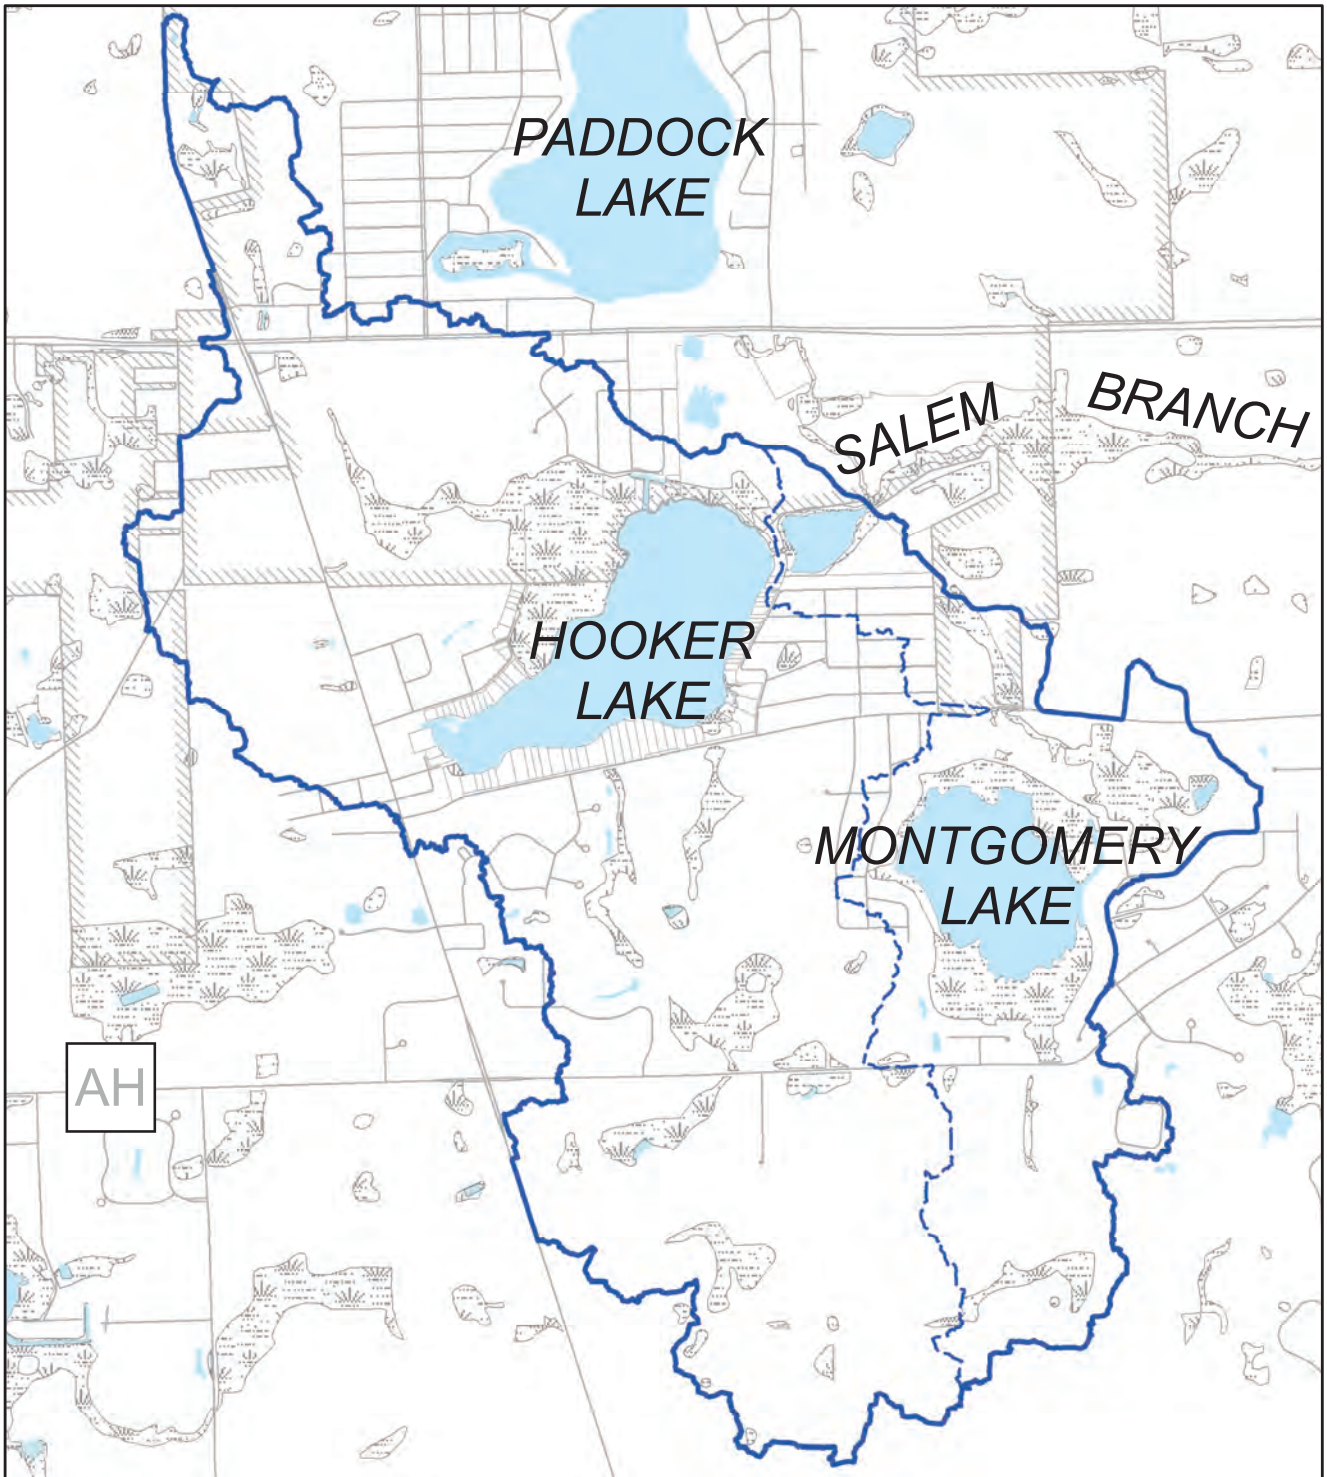 PADDOCK
LAKE
SALEM
BRANCH
HOOKER
LAKE
MONTGOMERY
LAKE
AH